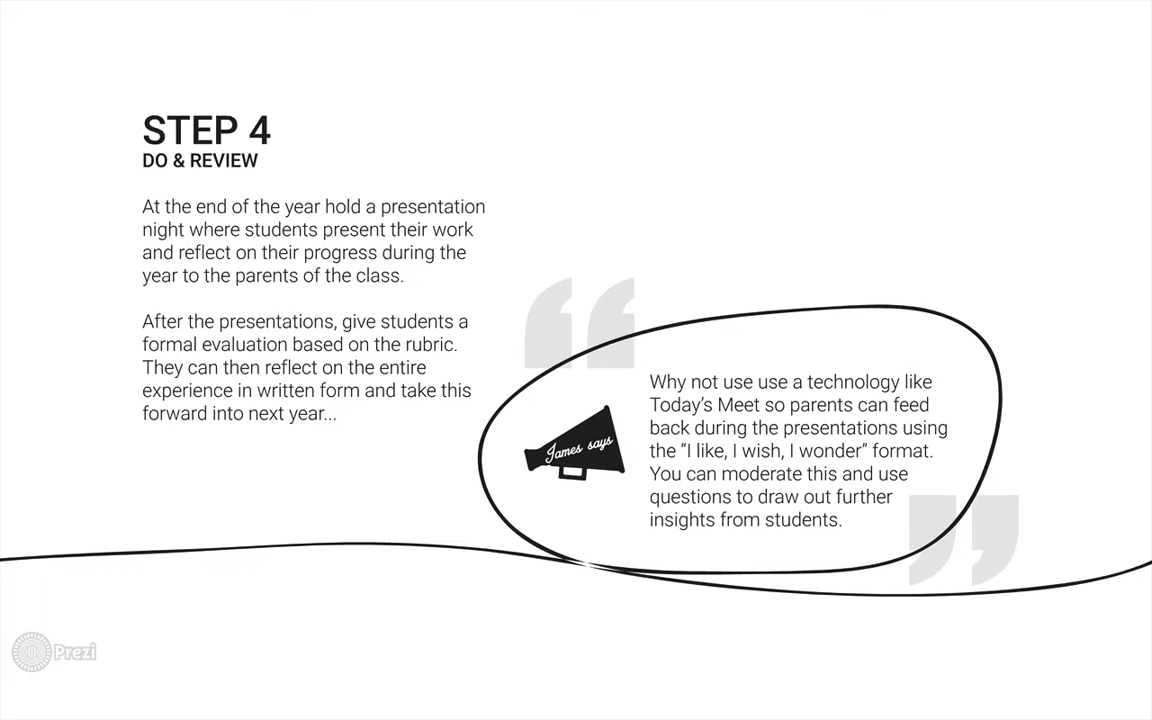 STEP 4
DO & REVIEW
At the end of the year hold a presentation
night where students present their work
and reflect on their progress during the
year to the parents of the class.
After the presentations, give students a
formal evaluation based on the rubric.
They can then reflect on the entire
experience in written form and take this
forward into next year...
James says
Why not use use a technology like
Today's Meet so parents can feed
back during the presentations using
the “I like, I wish, I wonder” format.
You can moderate this and use
questions to draw out further
insights from students.
Prezi